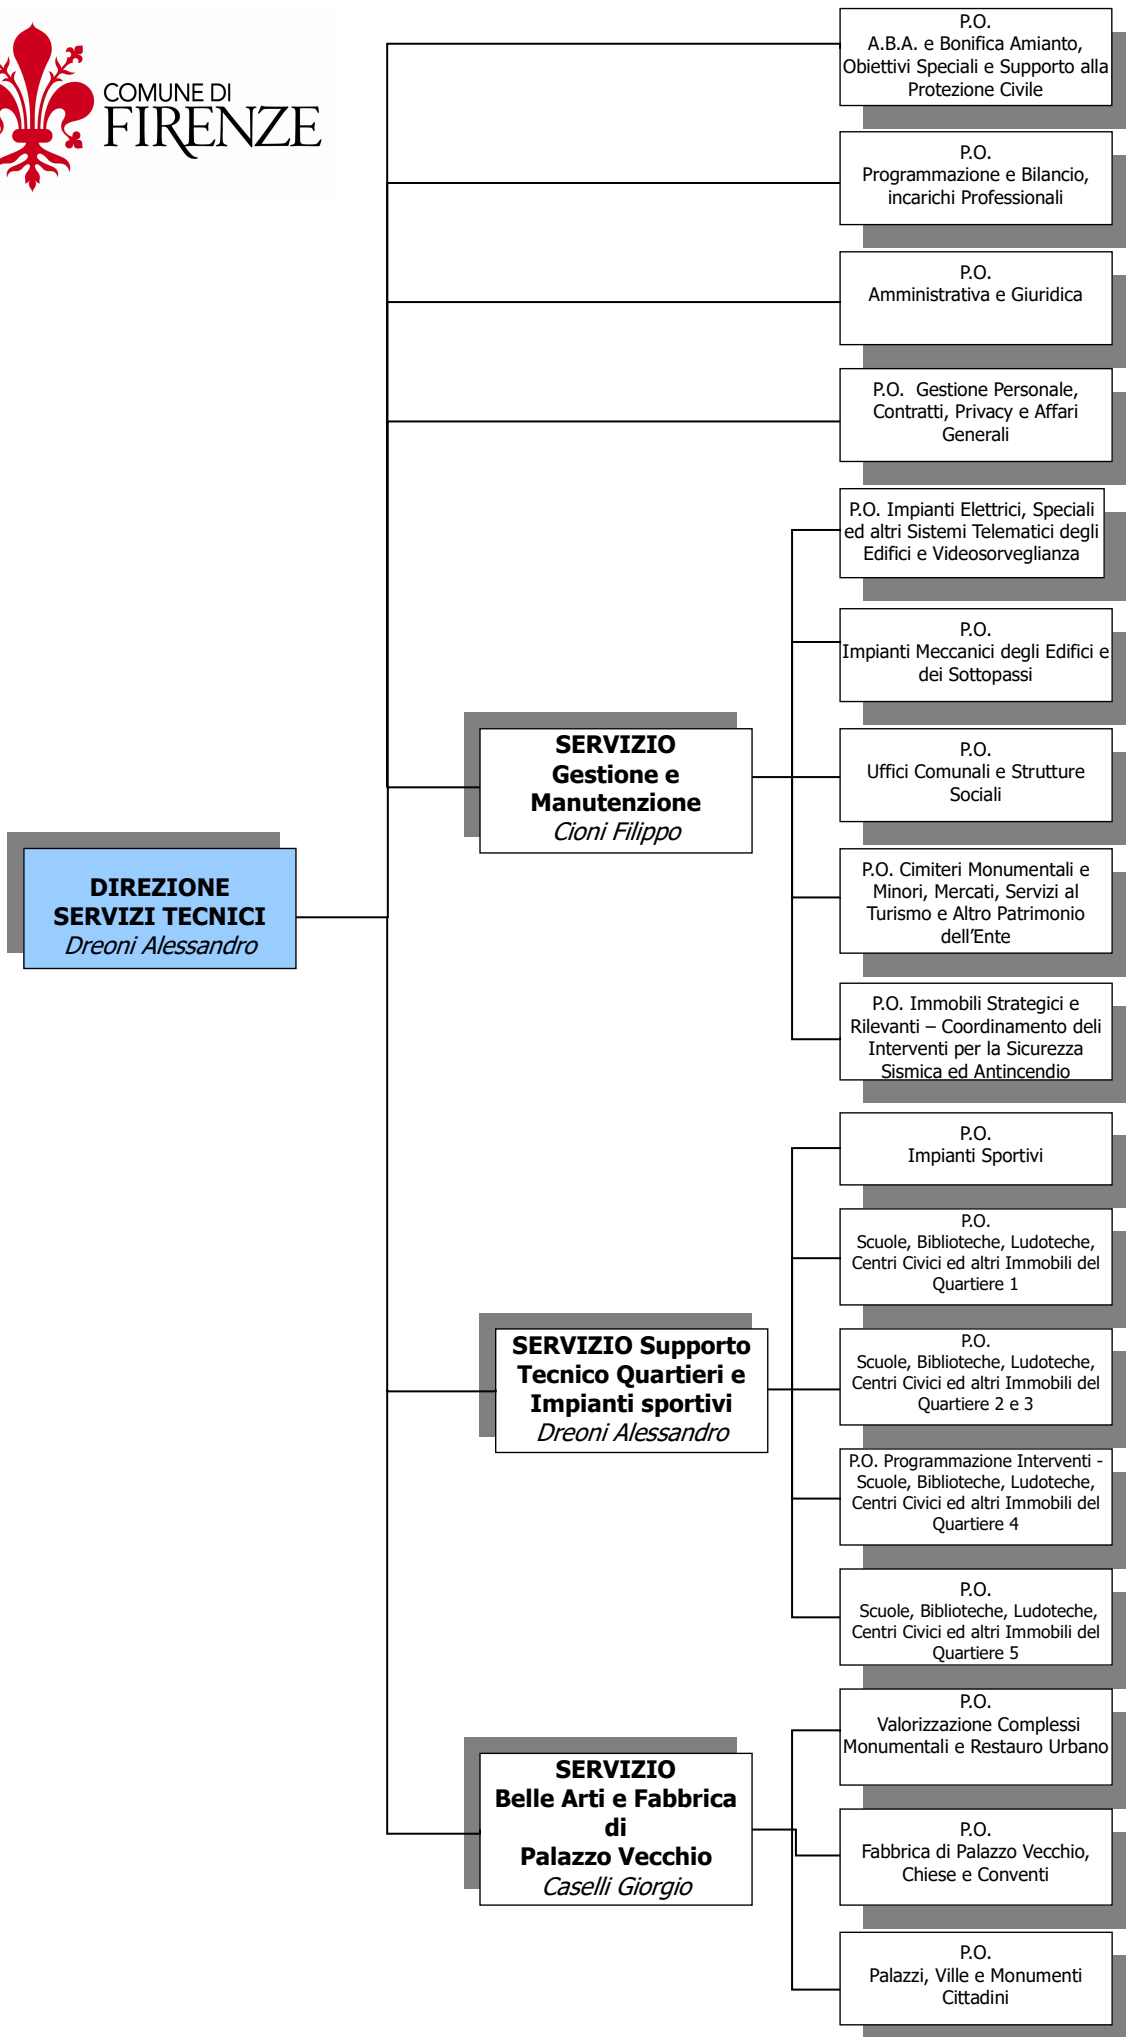 COMUNE DI
FIRENZE
P.O.
A.B.A. e Bonifica Amianto,
Obiettivi Speciali e Supporto alla
Protezione Civile
P.O.
Programmazione e Bilancio,
incarichi Professionali
P.O.
Amministrativa e Giuridica
P.O. Gestione Personale,
Contratti, Privacy e Affari
Generali
DIREZIONE
SERVIZI TECNICI
Dreoni Alessandro
SERVIZIO
Gestione e
Manutenzione
Cioni Filippo
P.O. Impianti Elettrici, Speciali
ed altri Sistemi Telematici degli
Edifici e Videosorveglianza
P.O.
Impianti Meccanici degli Edifici e
dei Sottopassi
P.O.
Uffici Comunali e Strutture
Sociali
P.O. Cimiteri Monumentali e
Minori, Mercati, Servizi al
Turismo e Altro Patrimonio
dell'Ente
P.O. Immobili Strategici e
Rilevanti – Coordinamento deli
Interventi per la Sicurezza
Sismica ed Antincendio
SERVIZIO Supporto
Tecnico Quartieri e
Impianti sportivi
Dreoni Alessandro
P.O.
Impianti Sportivi
P.O.
Scuole, Biblioteche, Ludoteche,
Centri Civici ed altri Immobili del
Quartiere 1
P.O.
Scuole, Biblioteche, Ludoteche,
Centri Civici ed altri Immobili del
Quartiere 2 e 3
P.O. Programmazione Interventi -
Scuole, Biblioteche, Ludoteche,
Centri Civici ed altri Immobili del
Quartiere 4
P.O.
Scuole, Biblioteche, Ludoteche,
Centri Civici ed altri Immobili del
Quartiere 5
SERVIZIO
Belle Arti e Fabbrica
di
Palazzo Vecchio
Caselli Giorgio
P.O.
Valorizzazione Complessi
Monumentali e Restauro Urbano
P.O.
Fabbrica di Palazzo Vecchio,
Chiese e Conventi
P.O.
Palazzi, Ville e Monumenti
Cittadini